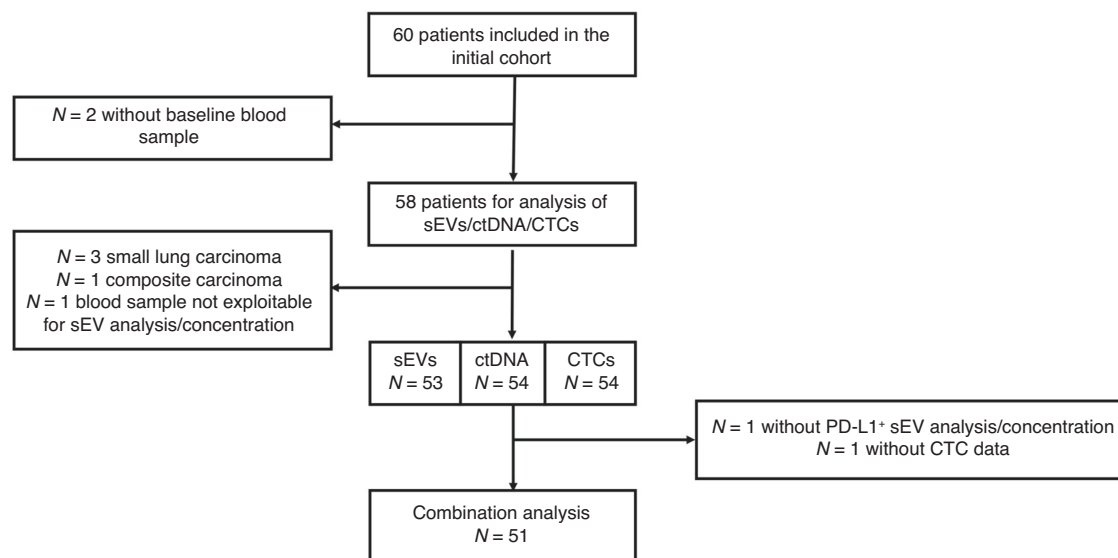 60 patients included in the
initial cohort
N = 2 without baseline blood
sample
58 patients for analysis of
sEVs/ctDNA/CTCs
N = 3 small lung carcinoma
N = 1 composite carcinoma
N = 1 blood sample not exploitable
for sEV analysis/concentration
sEVs ctDNA CTCs
N = 53 N = 54 N = 54
N = 1 without PD-L1⁺ sEV analysis/concentration
N = 1 without CTC data
Combination analysis
N = 51